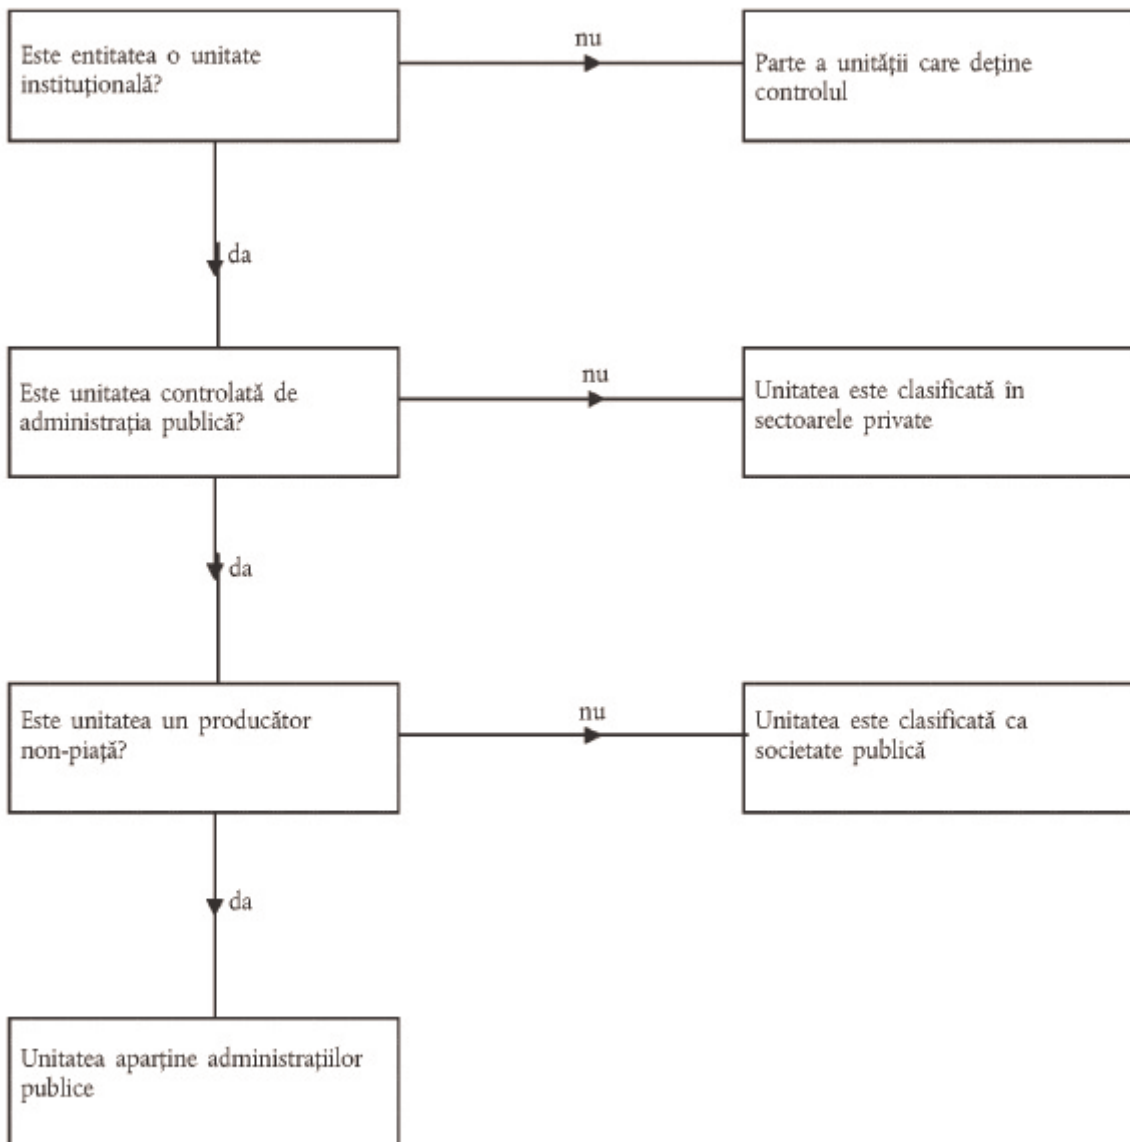 Este entitatea o unitate
instituțională?
nu
Parte a unității care deține
controlul
da
Este unitatea controlată de
administrația publică?
nu
Unitatea este clasificată în
sectoarele private
da
Este unitatea un producător
non-piață?
nu
Unitatea este clasificată ca
societate publică
da
Unitatea aparține administrațiilor
publice